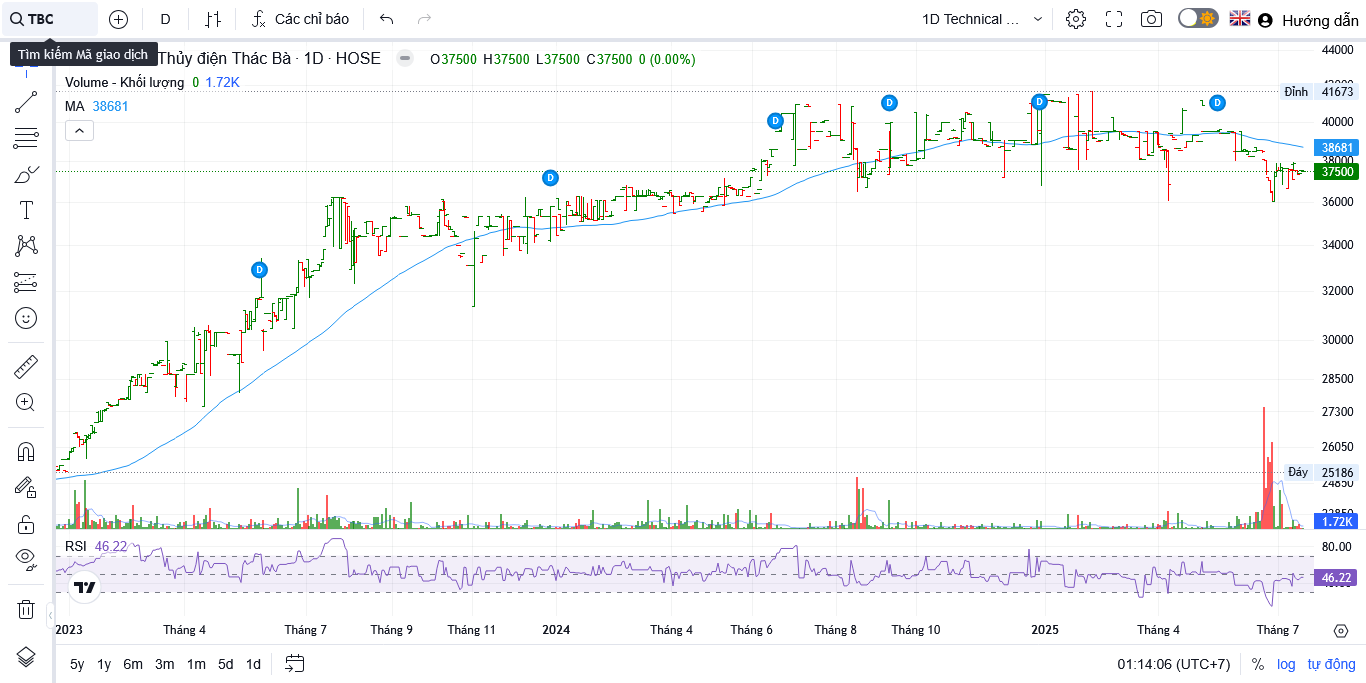 TBC D Các chỉ báo 1D Technical ... Hướng dẫn
Tìm kiếm Mã giao dịch
Thủy điện Thác Bà · 1D · HOSE O37500 H37500 L37500 C37500 0 (0.00%)
Volume - Khối lượng 0 1.72K
MA 38681
44000
Đỉnh 41673
40000
38681
38000
37500
36000
34000
32000
30000
28500
27300
26050
Đáy 25186
24850
1.72K
D
D
D
D
D
D
RSI 46.22
80.00
46.22
2023 Tháng 4 Tháng 7 Tháng 9 Tháng 11 2024 Tháng 4 Tháng 6 Tháng 8 Tháng 10 2025 Tháng 4 Tháng 7
5y 1y 6m 3m 1m 5d 1d 01:14:06 (UTC+7) % log tự động